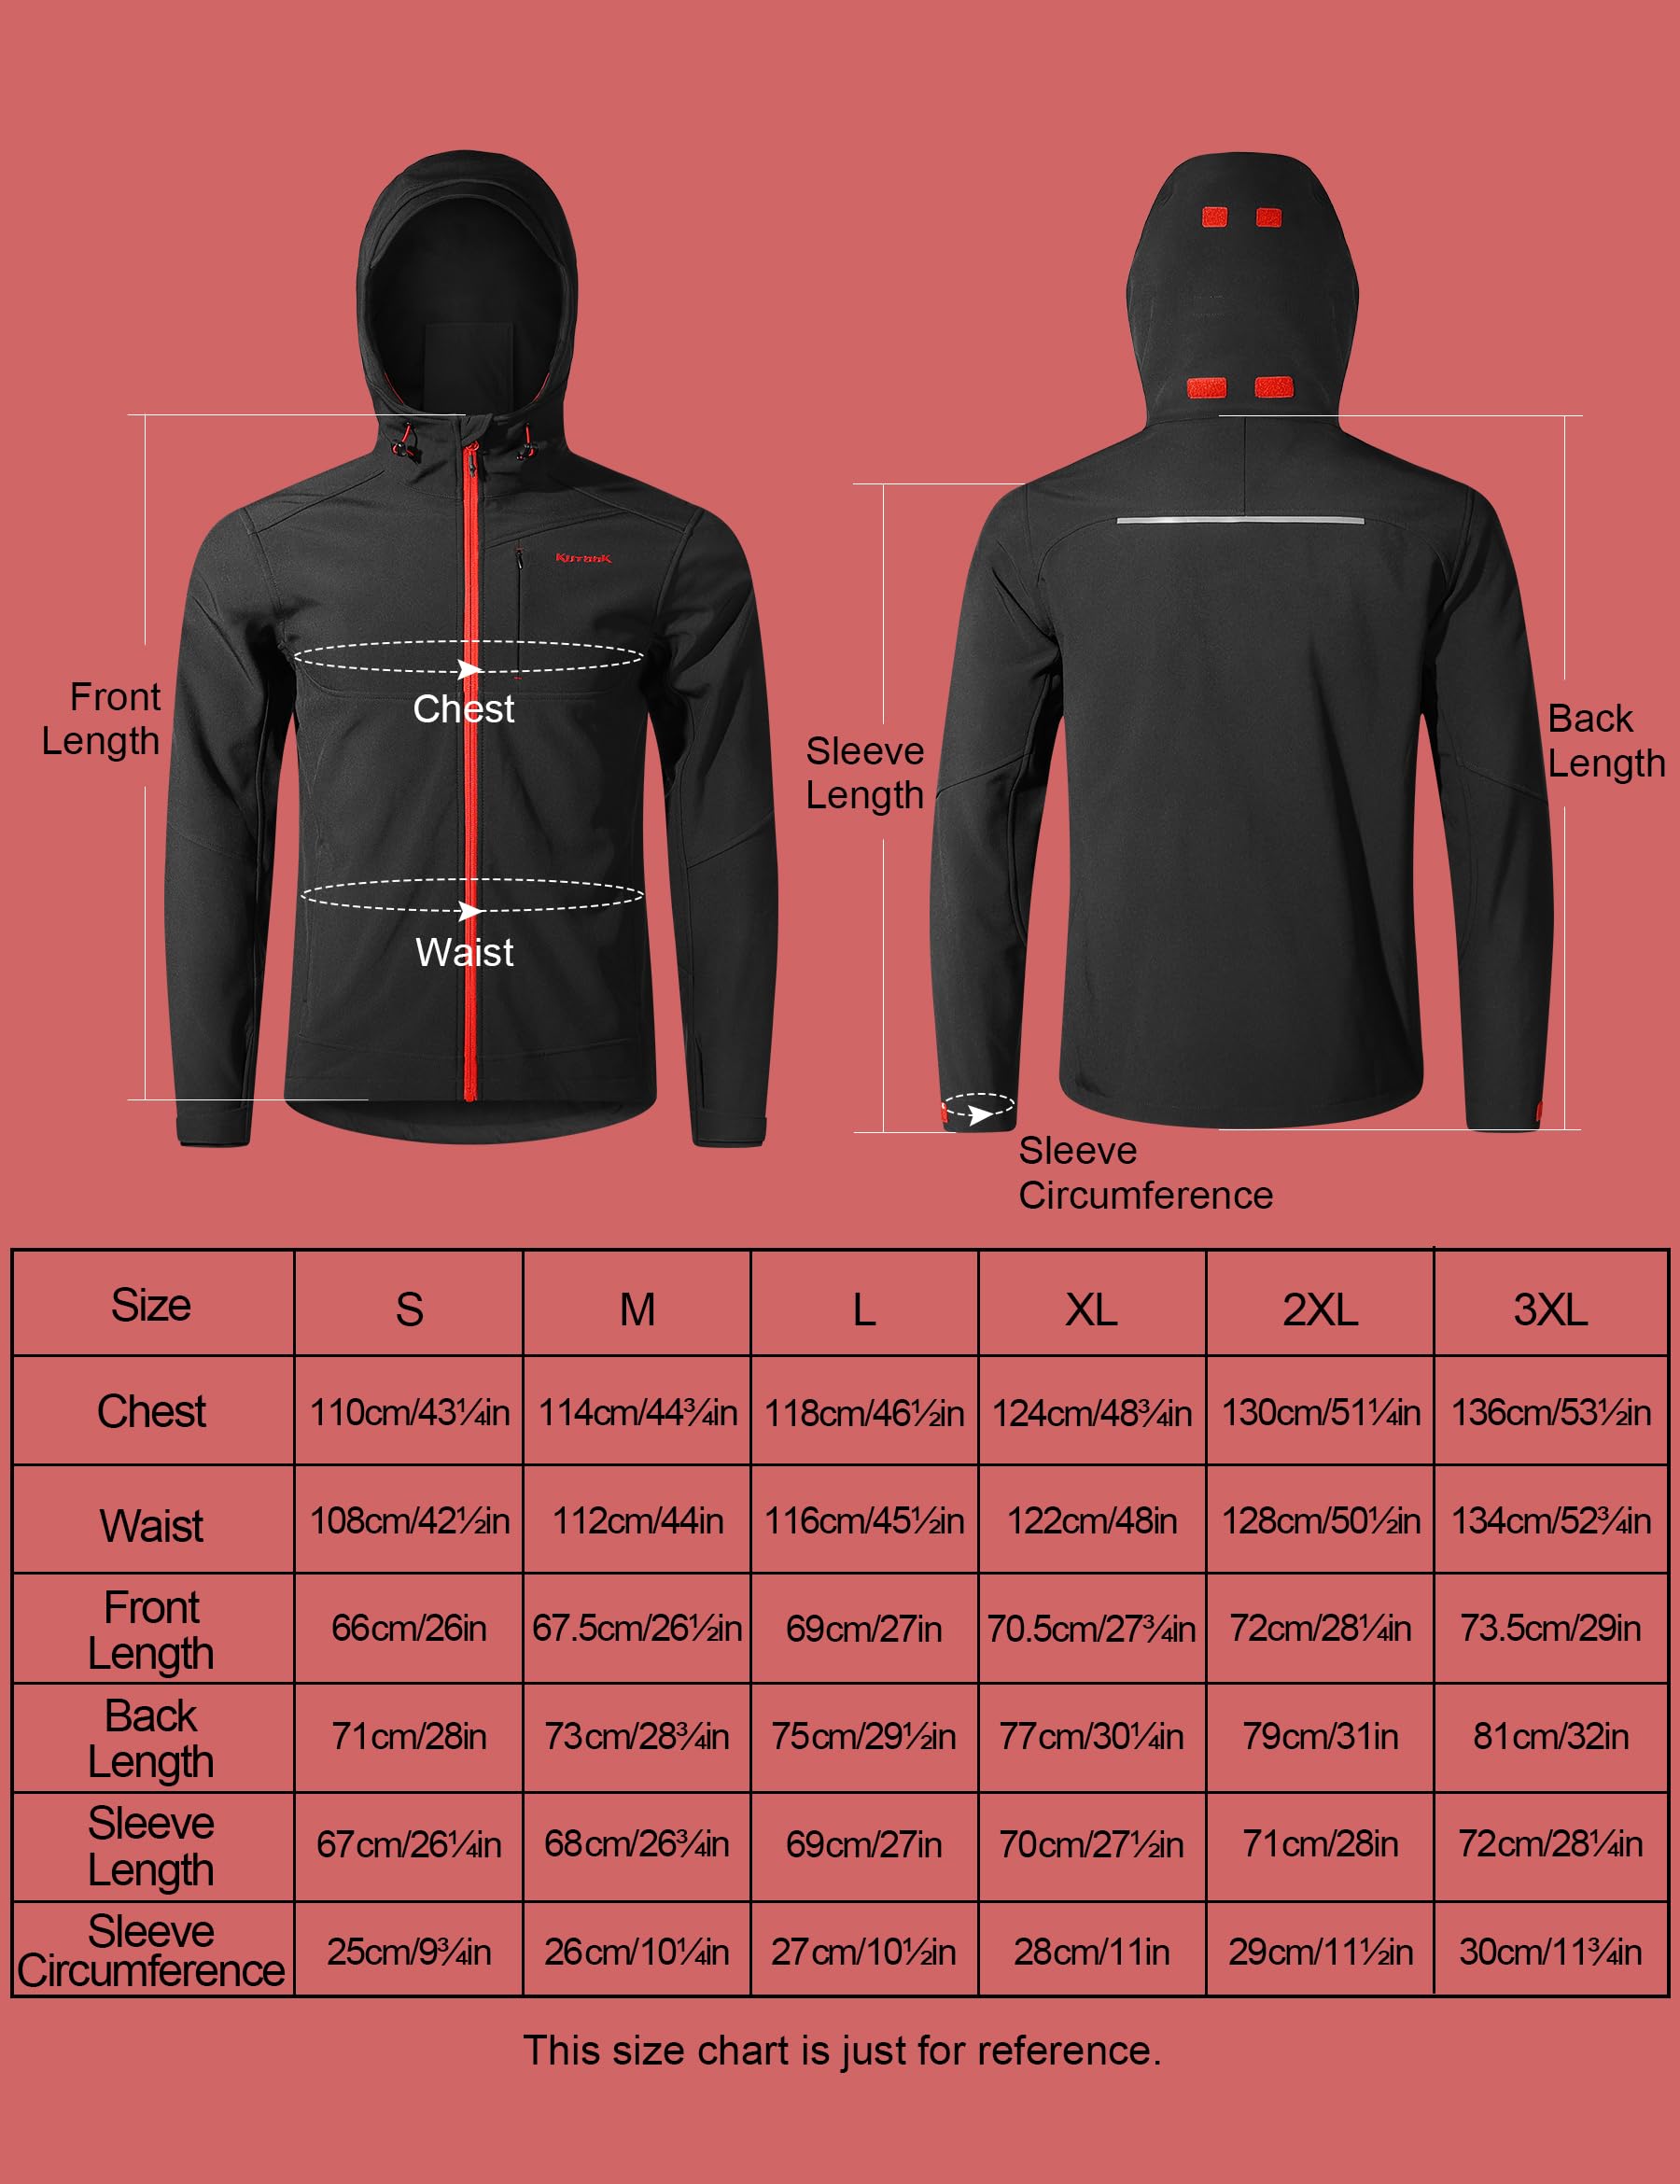 KUTOOK
Front
Length
Chest
Waist
Sleeve
Length
Back
Length
Sleeve
Circumference
Size S M L XL 2XL 3XL
Chest 110cm/43¼in 114cm/44¾in 118cm/46½in 124cm/48¾in 130cm/51¼in 136cm/53½in
Waist 108cm/42½in 112cm/44in 116cm/45½in 122cm/48in 128cm/50½in 134cm/52¾in
Front
Length 66cm/26in 67.5cm/26½in 69cm/27in 70.5cm/27¾in 72cm/28¼in 73.5cm/29in
Back
Length 71cm/28in 73cm/28¾in 75cm/29½in 77cm/30¼in 79cm/31in 81cm/32in
Sleeve
Length 67cm/26¼in 68cm/26¾in 69cm/27in 70cm/27½in 71cm/28in 72cm/28¼in
Sleeve
Circumference 25cm/9¾in 26cm/10¼in 27cm/10½in 28cm/11in 29cm/11½in 30cm/11¾in
This size chart is just for reference.